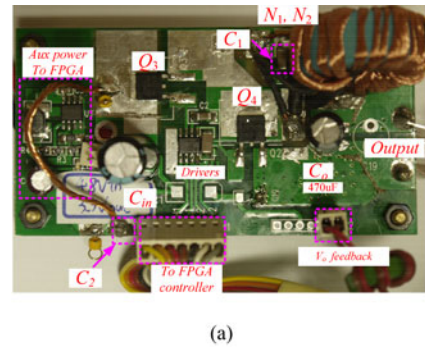 N₁, N₂
C₁
Aux power
To FPGA
Q₃
Q₄
Output
Drivers
Cₒ
470uF
Cᵢₙ
C₂
To FPGA
controller
Vₒ feedback
(a)